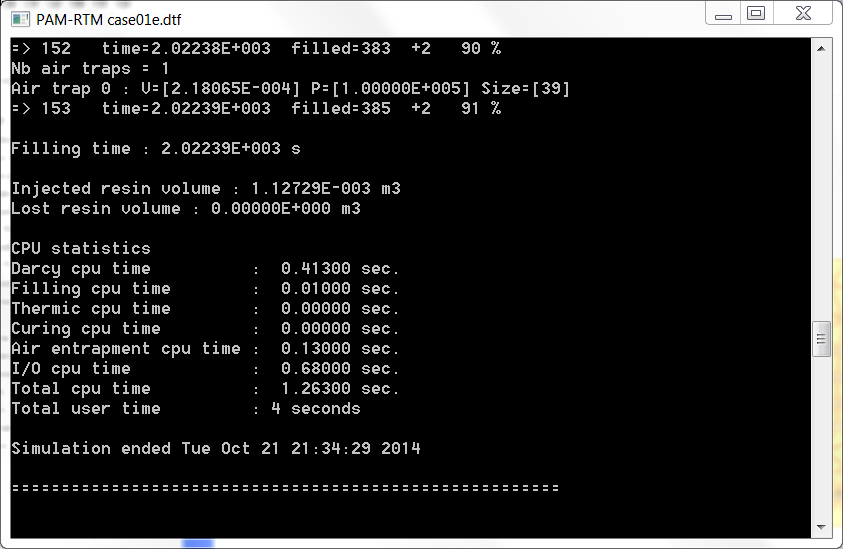 PAM-RTM case01e.dtf
=> 152   time=2.02238E+003  filled=383  +2   90 %
Nb air traps = 1
Air trap 0 : V=[2.18065E-004] P=[1.00000E+005] Size=[39]
=> 153   time=2.02239E+003  filled=385  +2   91 %
Filling time : 2.02239E+003 s
Injected resin volume : 1.12729E-003 m3
Lost resin volume : 0.00000E+000 m3
CPU statistics
Darcy cpu time          :  0.41300 sec.
Filling cpu time        :  0.01000 sec.
Thermic cpu time        :  0.00000 sec.
Curing cpu time         :  0.00000 sec.
Air entrapment cpu time :  0.13000 sec.
I/O cpu time            :  0.68000 sec.
Total cpu time          :  1.26300 sec.
Total user time         : 4 seconds
Simulation ended Tue Oct 21 21:34:29 2014
=======================================================